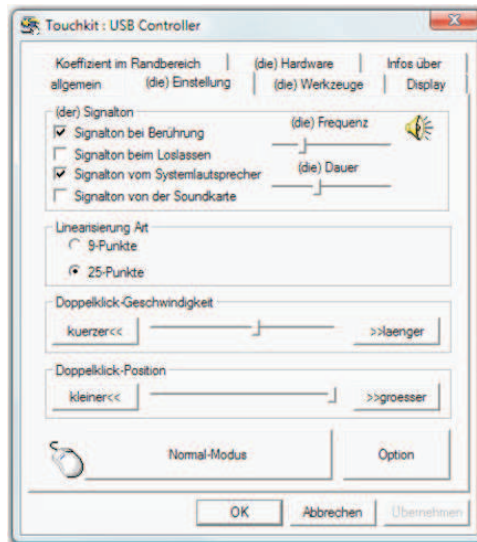 Touchkit : USB Controller
Koeffizient im Randbereich (die) Hardware Infos über
allgemein (die) Einstellung (die) Werkzeuge Display
(der) Signalton
Signalton bei Berührung
(die) Frequenz
Signalton beim Loslassen
Signalton vom Systemlautsprecher
(die) Dauer
Signalton von der Soundkarte
Linearisierung Art
9-Punkte
25-Punkte
Doppelklick-Geschwindigkeit
kuerzer<< >>laenger
Doppelklick-Position
kleiner<< >>groesser
Normal-Modus Option
OK Abbrechen Übernehmen